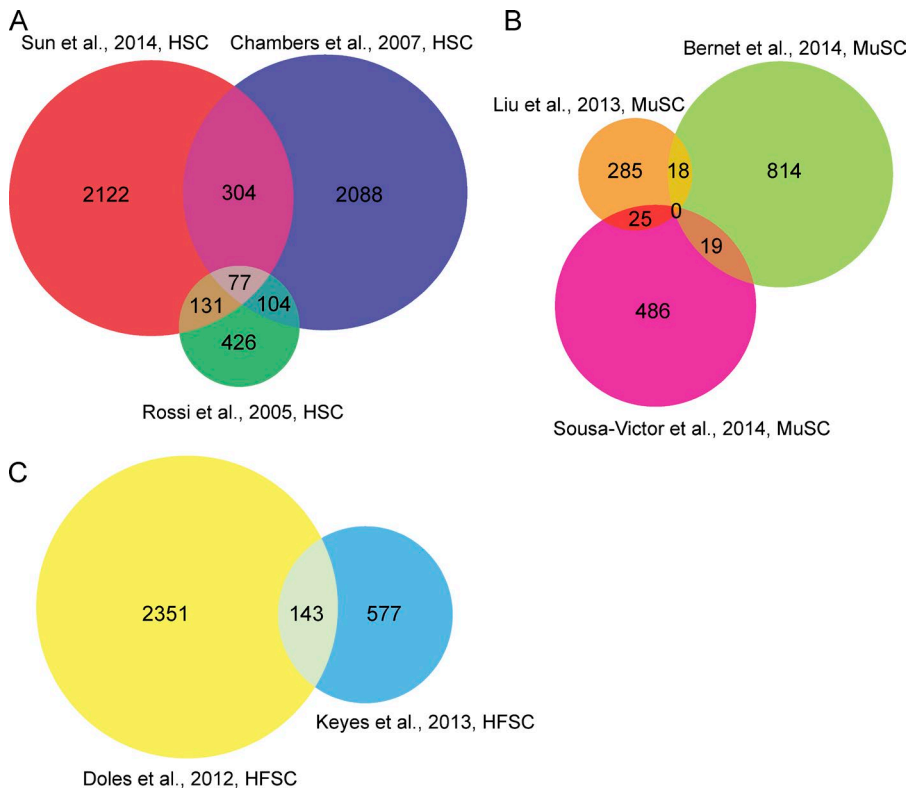 A
Sun et al., 2014, HSC
Chambers et al., 2007, HSC
2122
304
2088
77
131
104
426
Rossi et al., 2005, HSC
B
Bernet et al., 2014, MuSC
Liu et al., 2013, MuSC
285
18
814
0
25
19
486
Sousa-Victor et al., 2014, MuSC
C
2351
143
577
Keyes et al., 2013, HFSC
Doles et al., 2012, HFSC